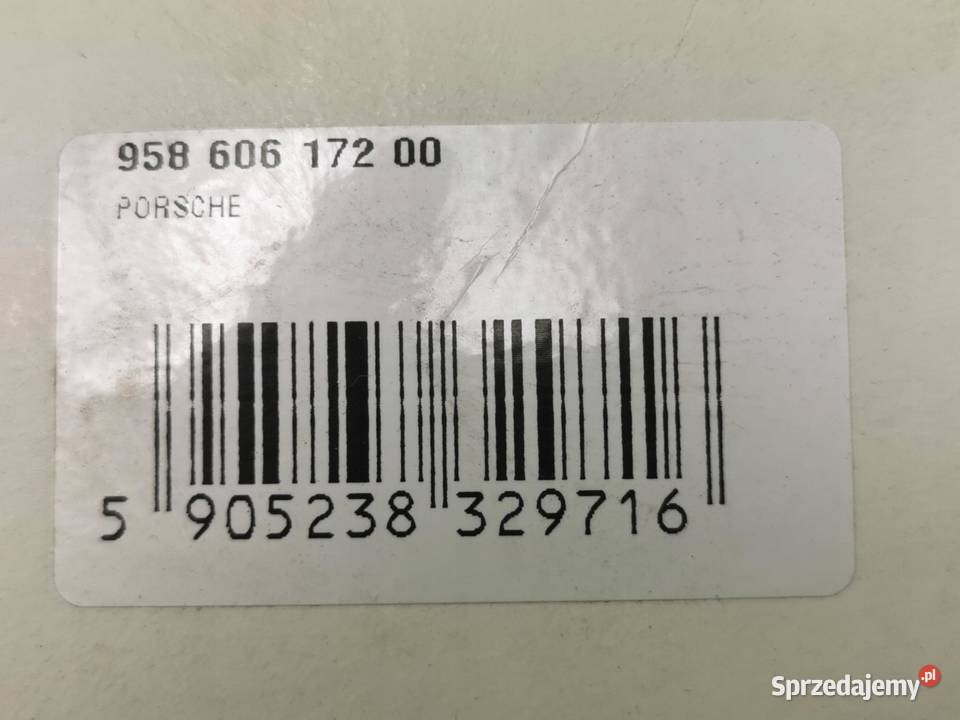 958 606 172 00
PORSCHE
5 905238 329716
Sprzedajemy.pl